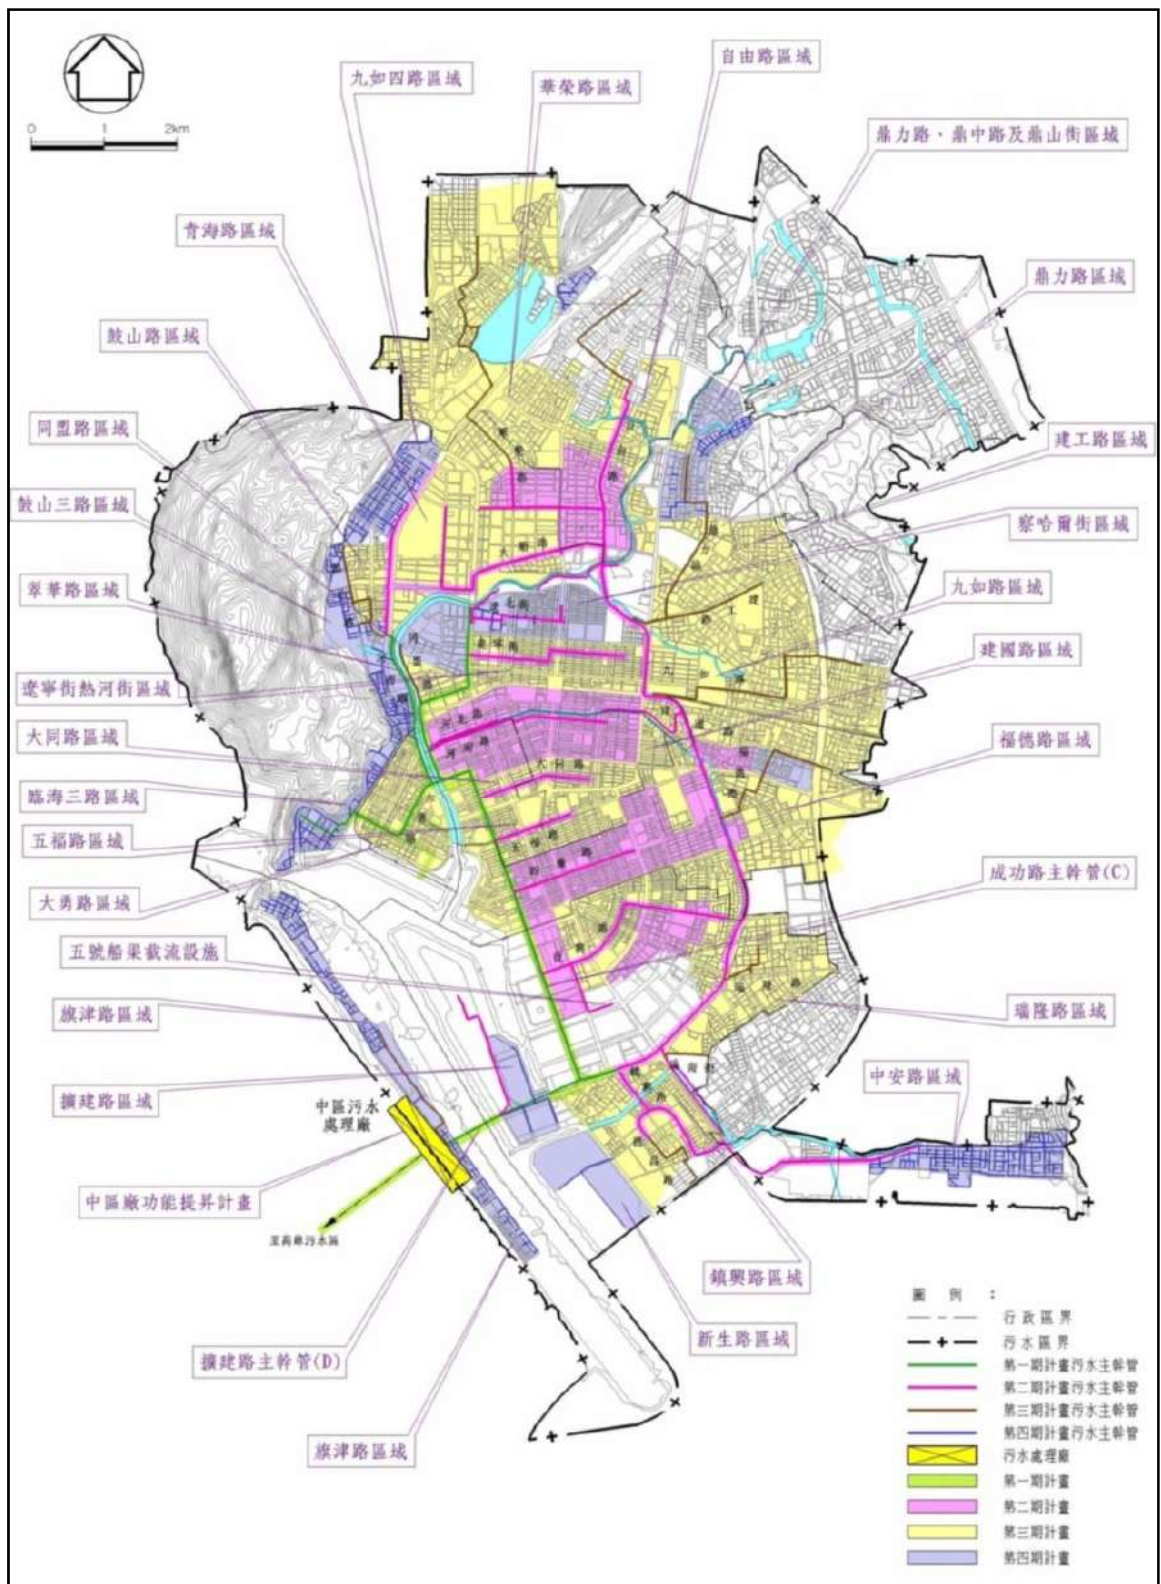 九如四路區域
華榮路區域
自由路區域
0 1 2km
鼎力路、鼎中路及鼎山街區域
青海路區域
鼎力路區域
鼓山路區域
同盟路區域
建工路區域
鼓山三路區域
察哈爾街區域
翠華路區域
九如路區域
建國路區域
遼寧街熱河街區域
大同路區域
福德路區域
臨海三路區域
五福路區域
成功路主幹管(C)
大勇路區域
五號船渠截流設施
旗津路區域
瑞隆路區域
中安路區域
擴建路區域
中區污水
處理廠
中區廠功能提昇計畫
鎮興路區域
新生路區域
擴建路主幹管(D)
旗津路區域
河北路
大同路
圖例:
行政區界
污水區界
第一期計畫污水主幹管
第二期計畫污水主幹管
第三期計畫污水主幹管
第四期計畫污水主幹管
污水處理廠
第一期計畫
第二期計畫
第三期計畫
第四期計畫